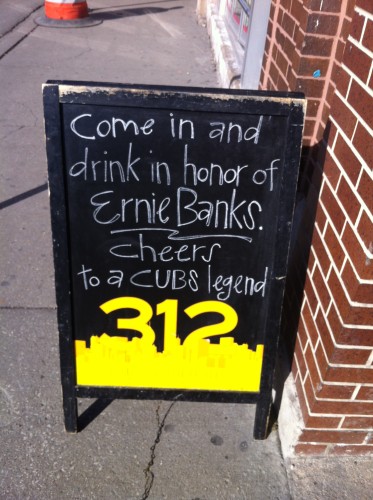 Come in and
drink in honor of
Ernie Banks.
Cheers
to a CUBS legend
312